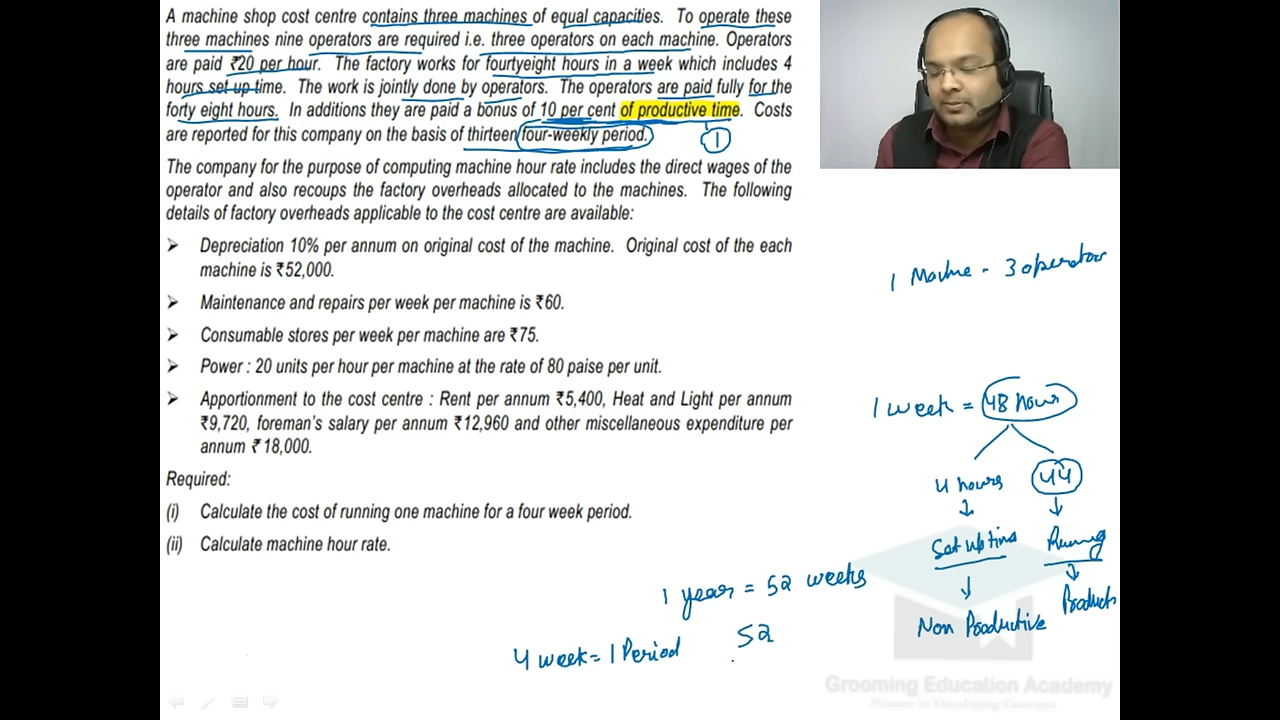 A machine shop cost centre contains three machines of equal capacities. To operate these
three machines nine operators are required i.e. three operators on each machine. Operators
are paid ₹20 per hour. The factory works for fourtyeight hours in a week which includes 4
hours set up time. The work is jointly done by operators. The operators are paid fully for the
forty eight hours. In additions they are paid a bonus of 10 per cent of productive time. Costs
are reported for this company on the basis of thirteen four-weekly period.
1
The company for the purpose of computing machine hour rate includes the direct wages of the
operator and also recoups the factory overheads allocated to the machines. The following
details of factory overheads applicable to the cost centre are available:
➢ Depreciation 10% per annum on original cost of the machine. Original cost of the each
machine is ₹52,000.
➢ Maintenance and repairs per week per machine is ₹60.
➢ Consumable stores per week per machine are ₹75.
➢ Power : 20 units per hour per machine at the rate of 80 paise per unit.
➢ Apportionment to the cost centre : Rent per annum ₹5,400, Heat and Light per annum
₹9,720, foreman's salary per annum ₹12,960 and other miscellaneous expenditure per
annum ₹ 18,000.
Required:
(i) Calculate the cost of running one machine for a four week period.
(ii) Calculate machine hour rate.
1 Machine - 3 operators
1 week = 48 hour
4 hours 44
Set up time Running
Non Productive
1 year = 52 weeks
52
4 week = 1 Period
Grooming Education Academy